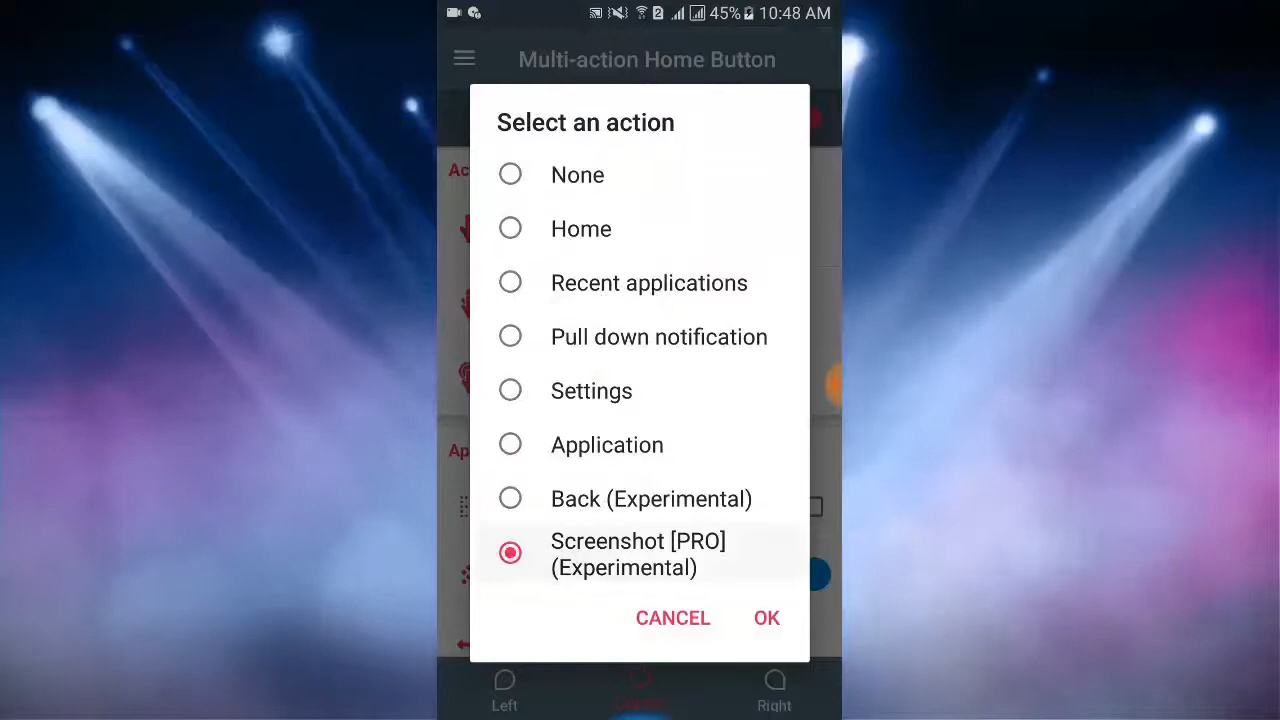 2 45% 10:48 AM
Multi-action Home Button
Select an action
None
Home
Recent applications
Pull down notification
Settings
Application
Back (Experimental)
Screenshot [PRO]
(Experimental)
CANCEL OK
Left Right